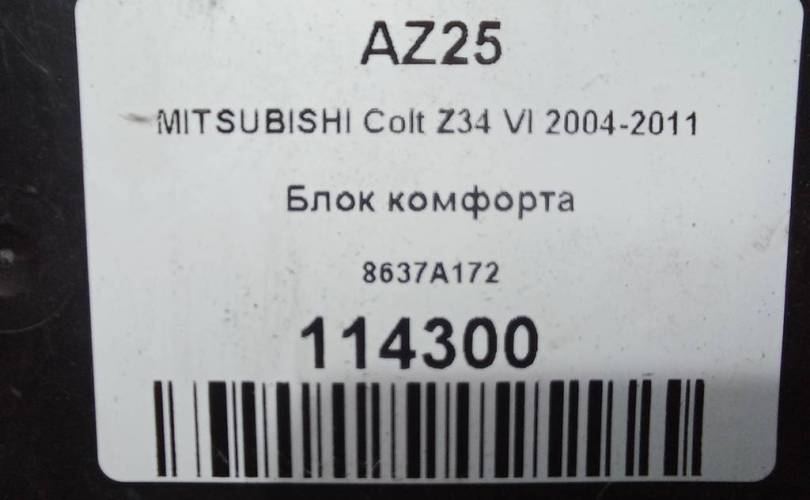 AZ25
MITSUBISHI Colt Z34 VI 2004-2011
Блок комфорта
8637A172
114300